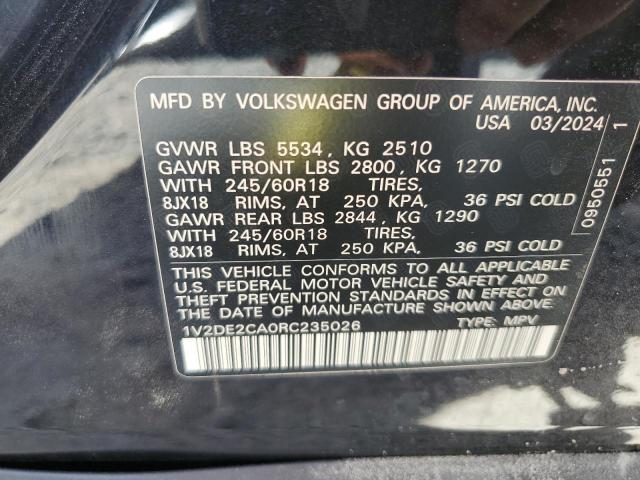 MFD BY VOLKSWAGEN GROUP OF AMERICA, INC.
USA 03/2024
GVWR LBS 5534 , KG 2510
GAWR FRONT LBS 2800 , KG 1270
WITH 245/60R18 TIRES,
8JX18 RIMS, AT 250 KPA, 36 PSI COLD
GAWR REAR LBS 2844 , KG 1290
WITH 245/60R18 TIRES,
8JX18 RIMS, AT 250 KPA, 36 PSI COLD
THIS VEHICLE CONFORMS TO ALL APPLICABLE
U.S. FEDERAL MOTOR VEHICLE SAFETY AND
THEFT PREVENTION STANDARDS IN EFFECT ON
THE DATE OF MANUFACTURE SHOWN ABOVE.
1V2DE2CA0RC235026 TYPE: MPV
0950551 1